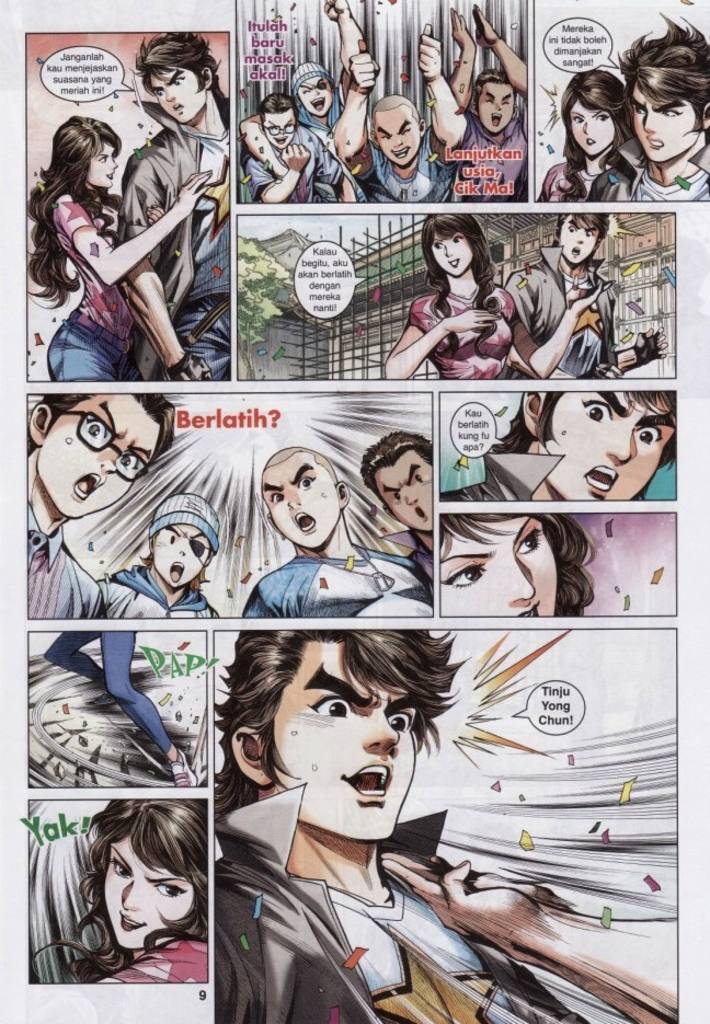 Janganlah
kau menjejaskan
suasana yang
meriah ini!
Itulah
baru
masuk
akal!
Lanjutkan
usia,
Cik Ma!
Mereka
ini tidak boleh
dimanjakan
sangat!
Kalau
begitu, aku
akan berlatih
dengan
mereka
nanti!
Berlatih?
Kau
berlatih
kung fu
apa?
PAP!
Yak!
Tinju
Yong
Chun!
9